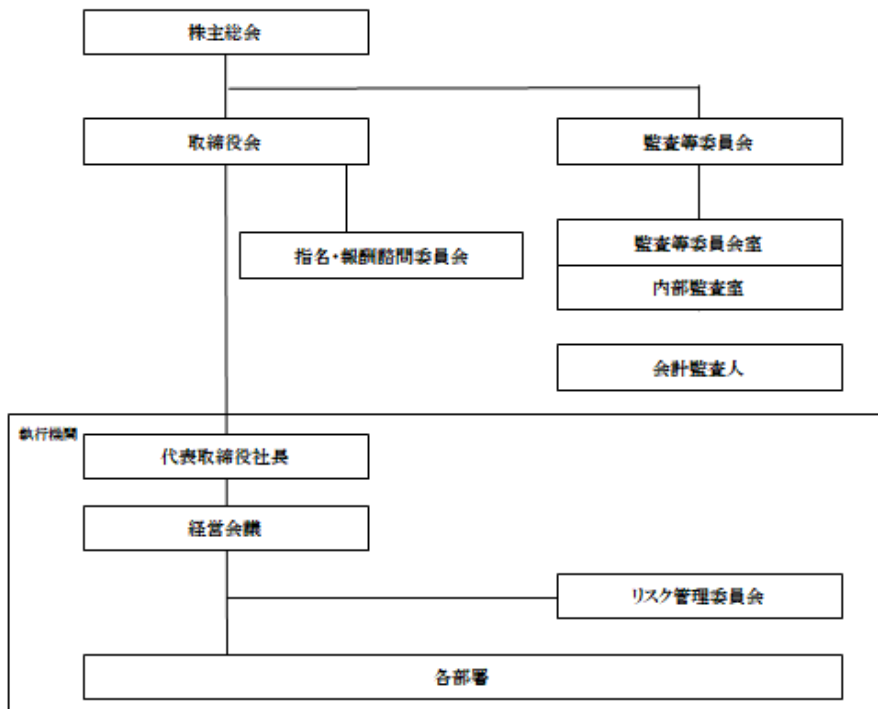 株主総会
取締役会
監査等委員会
指名・報酬諮問委員会
監査等委員会室
内部監査室
会計監査人
執行機関
代表取締役社長
経営会議
リスク管理委員会
各部署